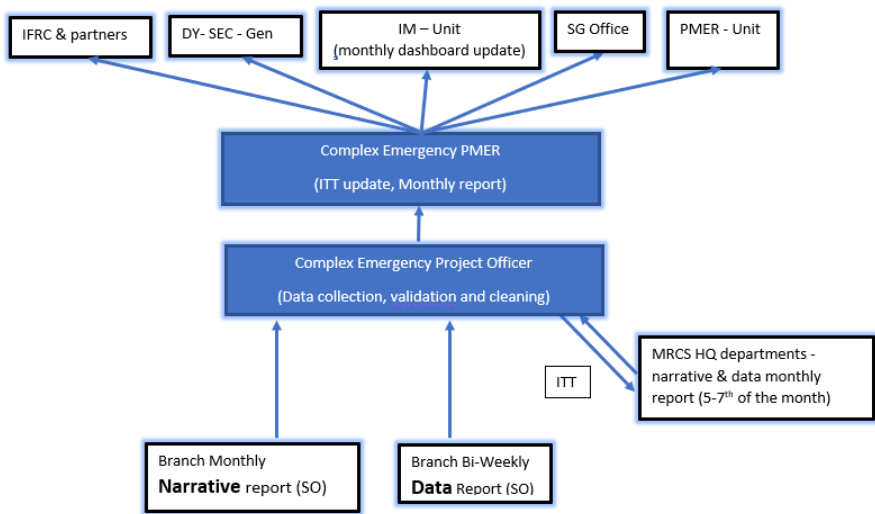 IFRC & partners
DY- SEC - Gen
IM – Unit
(monthly dashboard update)
SG Office
PMER - Unit
Complex Emergency PMER
(ITT update, Monthly report)
Complex Emergency Project Officer
(Data collection, validation and cleaning)
MRCS HQ departments -
narrative & data monthly
report (5-7th of the month)
ITT
Branch Monthly
Narrative report (SO)
Branch Bi-Weekly
Data Report (SO)